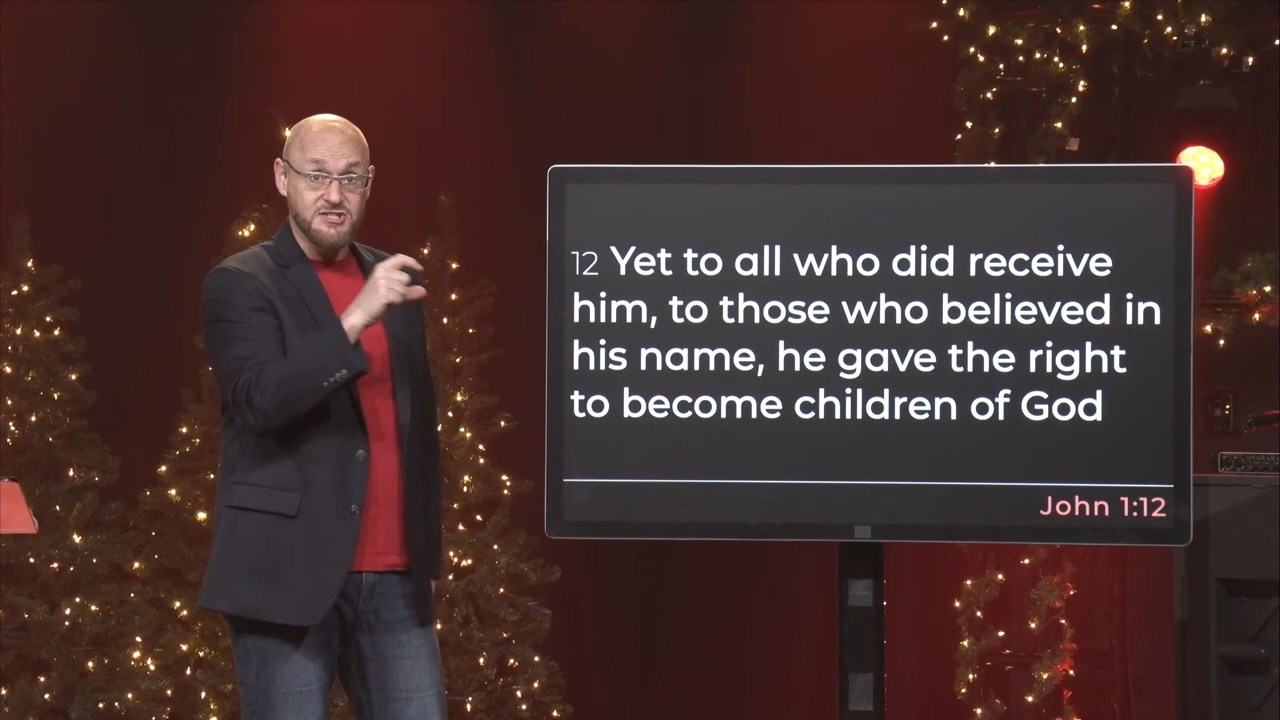 12 Yet to all who did receive
him, to those who believed in
his name, he gave the right
to become children of God
John 1:12